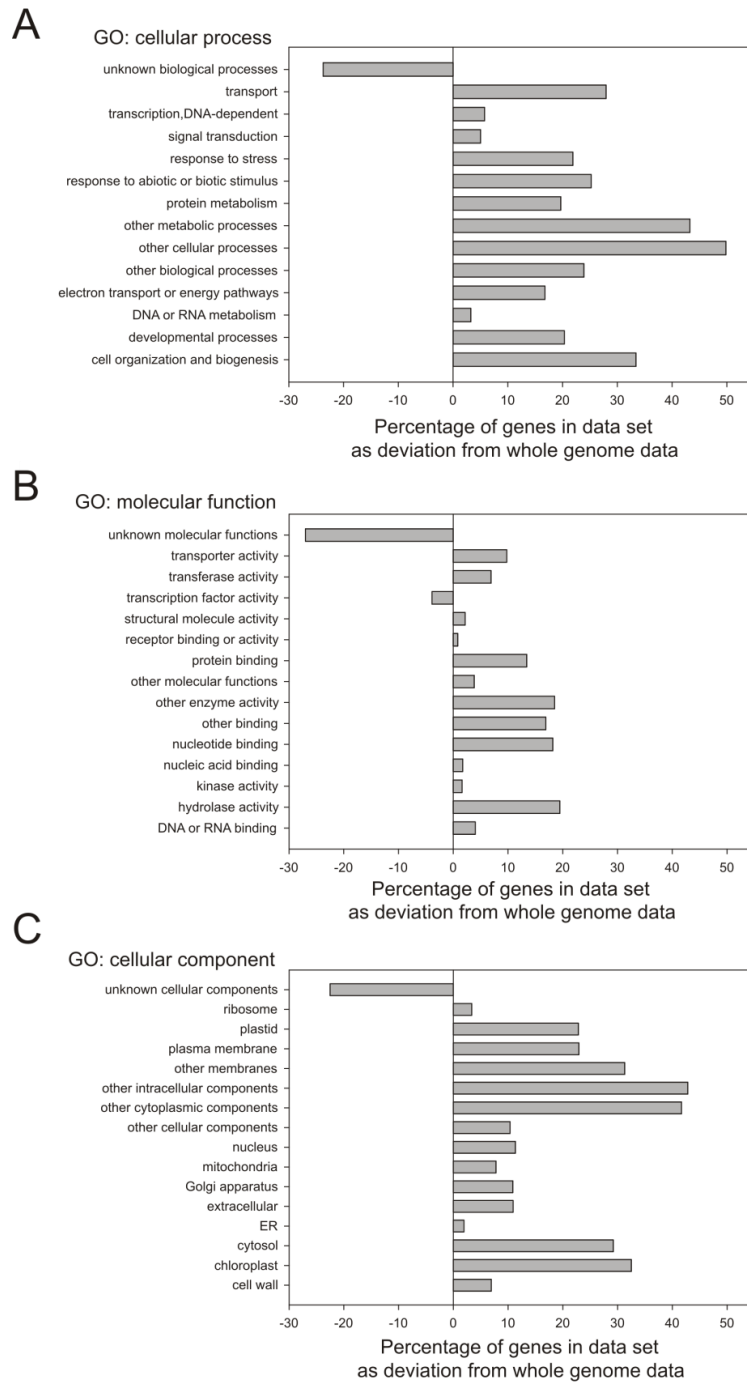 A
GO: cellular process
unknown biological processes
transport
transcription,DNA-dependent
signal transduction
response to stress
response to abiotic or biotic stimulus
protein metabolism
other metabolic processes
other cellular processes
other biological processes
electron transport or energy pathways
DNA or RNA metabolism
developmental processes
cell organization and biogenesis
-30 -20 -10 0 10 20 30 40 50
Percentage of genes in data set
as deviation from whole genome data
B
GO: molecular function
unknown molecular functions
transporter activity
transferase activity
transcription factor activity
structural molecule activity
receptor binding or activity
protein binding
other molecular functions
other enzyme activity
other binding
nucleotide binding
nucleic acid binding
kinase activity
hydrolase activity
DNA or RNA binding
-30 -20 -10 0 10 20 30 40 50
Percentage of genes in data set
as deviation from whole genome data
C
GO: cellular component
unknown cellular components
ribosome
plastid
plasma membrane
other membranes
other intracellular components
other cytoplasmic components
other cellular components
nucleus
mitochondria
Golgi apparatus
extracellular
ER
cytosol
chloroplast
cell wall
-30 -20 -10 0 10 20 30 40 50
Percentage of genes in data set
as deviation from whole genome data